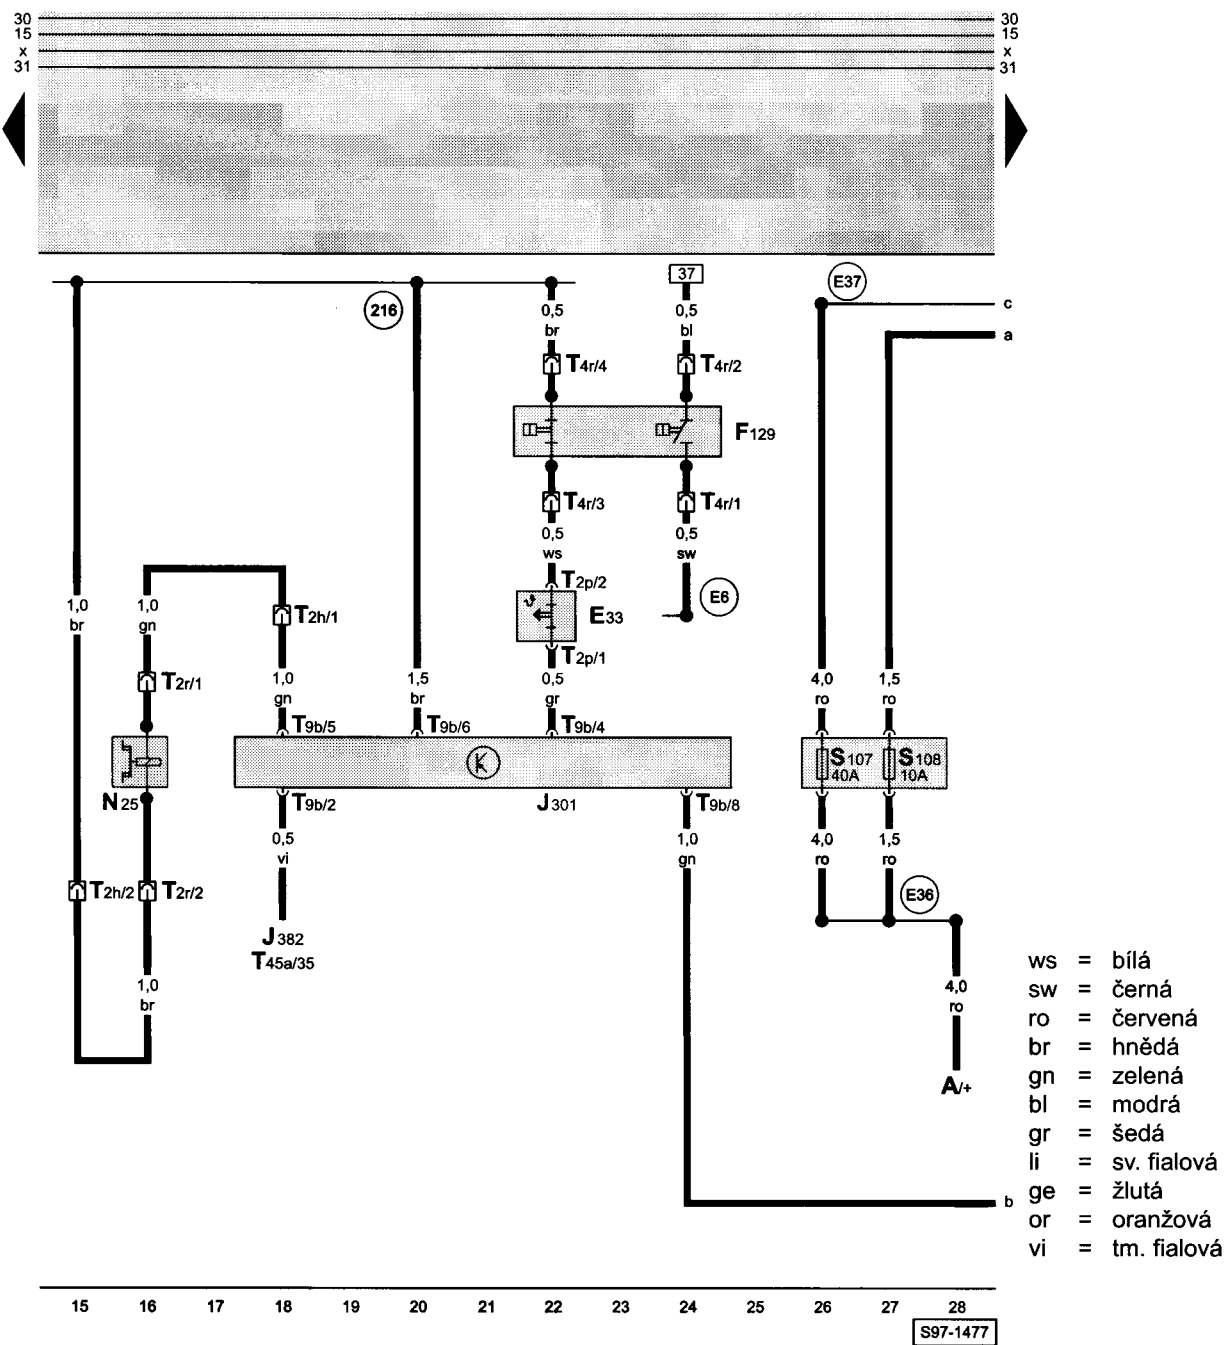 30 30
15 15
x x
31 31
37
E37
216
c
0,5 0,5
br bl
a
T4r/4 T4r/2
F129
T4r/3 T4r/1
0,5 0,5
ws sw
T2p/2
E6
1,0 1,0
br gn
T2h/1
E33
T2p/1
T2r/1
1,0 1,5 0,5 4,0 1,5
gn br gr ro ro
T9b/5 T9b/6 T9b/4
S107 S108
40A 10A
N25
T9b/2 J301 T9b/8
0,5 1,0 4,0 1,5
vi gn ro ro
T2h/2 T2r/2
E36
J382
T45a/35
1,0 4,0
br ro
A/+
ws = bílá
sw = černá
ro = červená
br = hnědá
gn = zelená
bl = modrá
gr = šedá
li = sv. fialová
ge = žlutá
or = oranžová
vi = tm. fialová
b
15 16 17 18 19 20 21 22 23 24 25 26 27 28
S97-1477